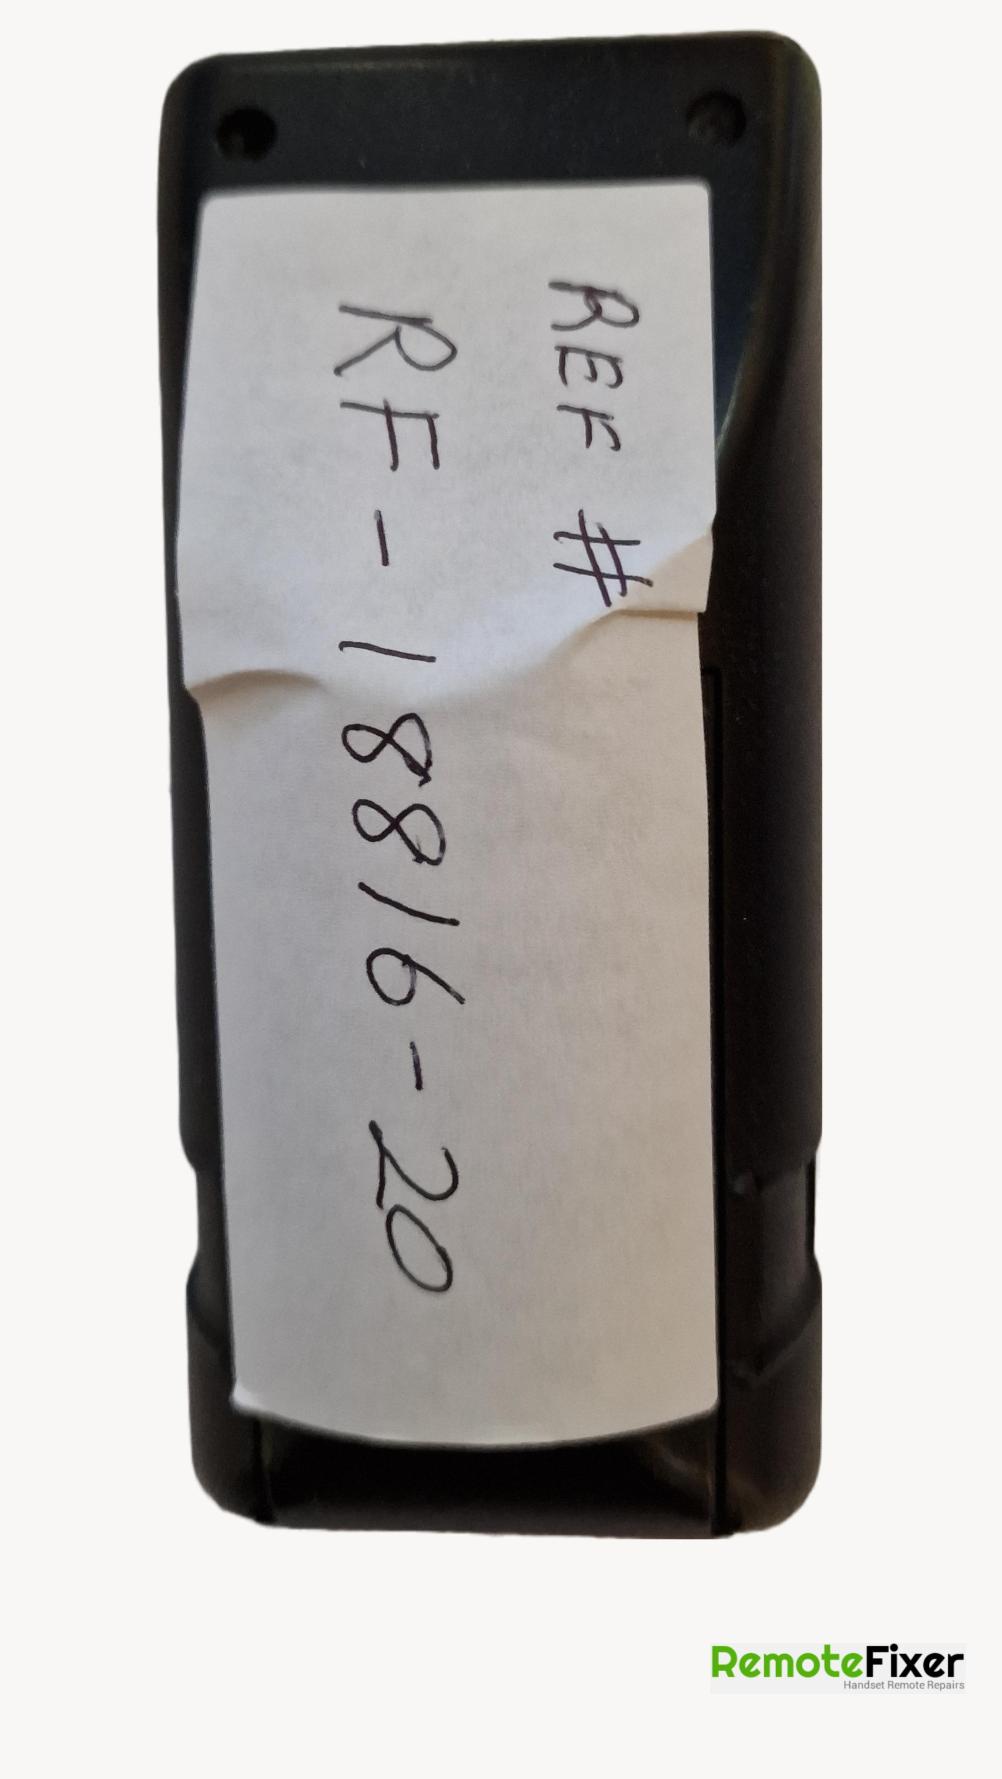 REF #
RF-18816-20
RemoteFixer
Handset Remote Repairs